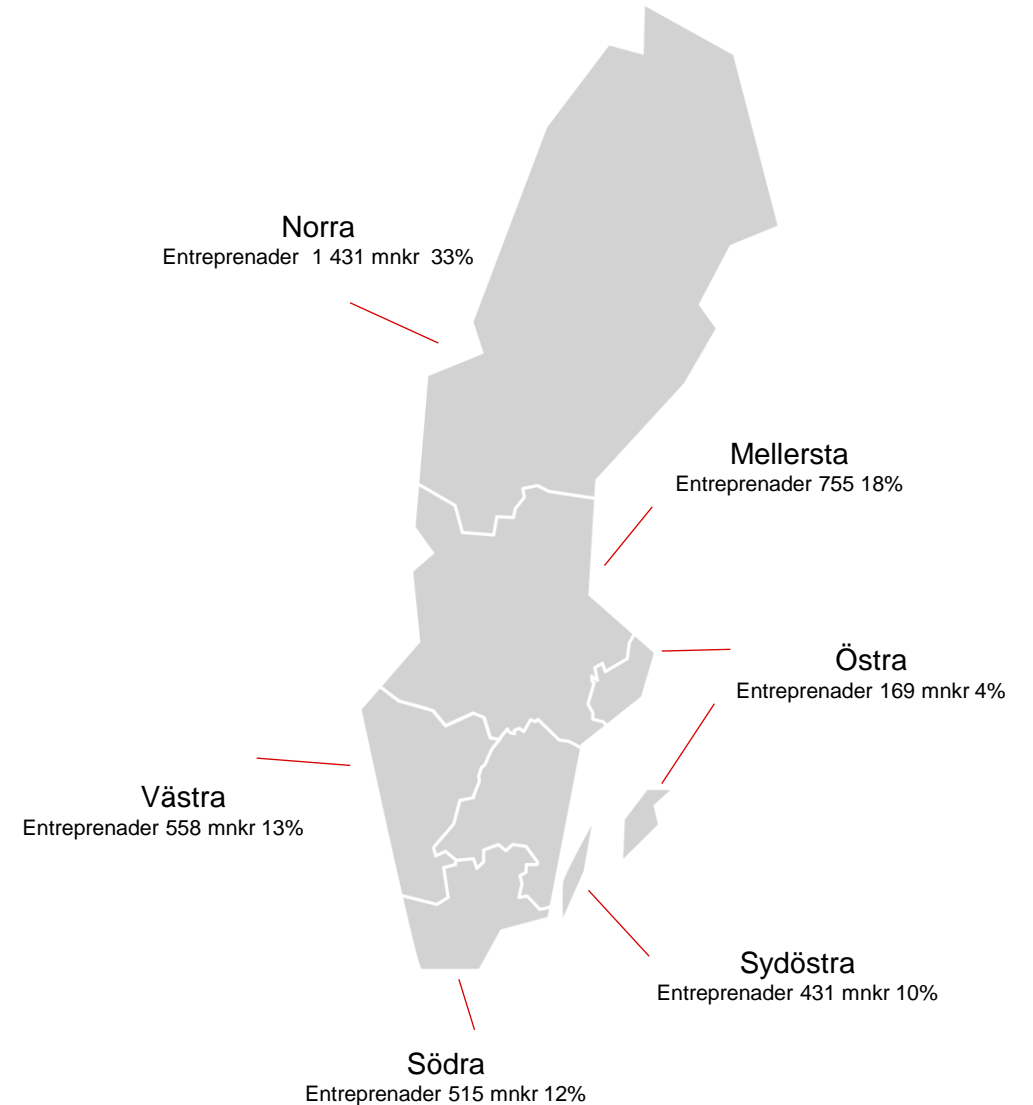 Norra
Entreprenader 1 431 mnkr 33%
Mellersta
Entreprenader 755 18%
Östra
Entreprenader 169 mnkr 4%
Västra
Entreprenader 558 mnkr 13%
Sydöstra
Entreprenader 431 mnkr 10%
Södra
Entreprenader 515 mnkr 12%